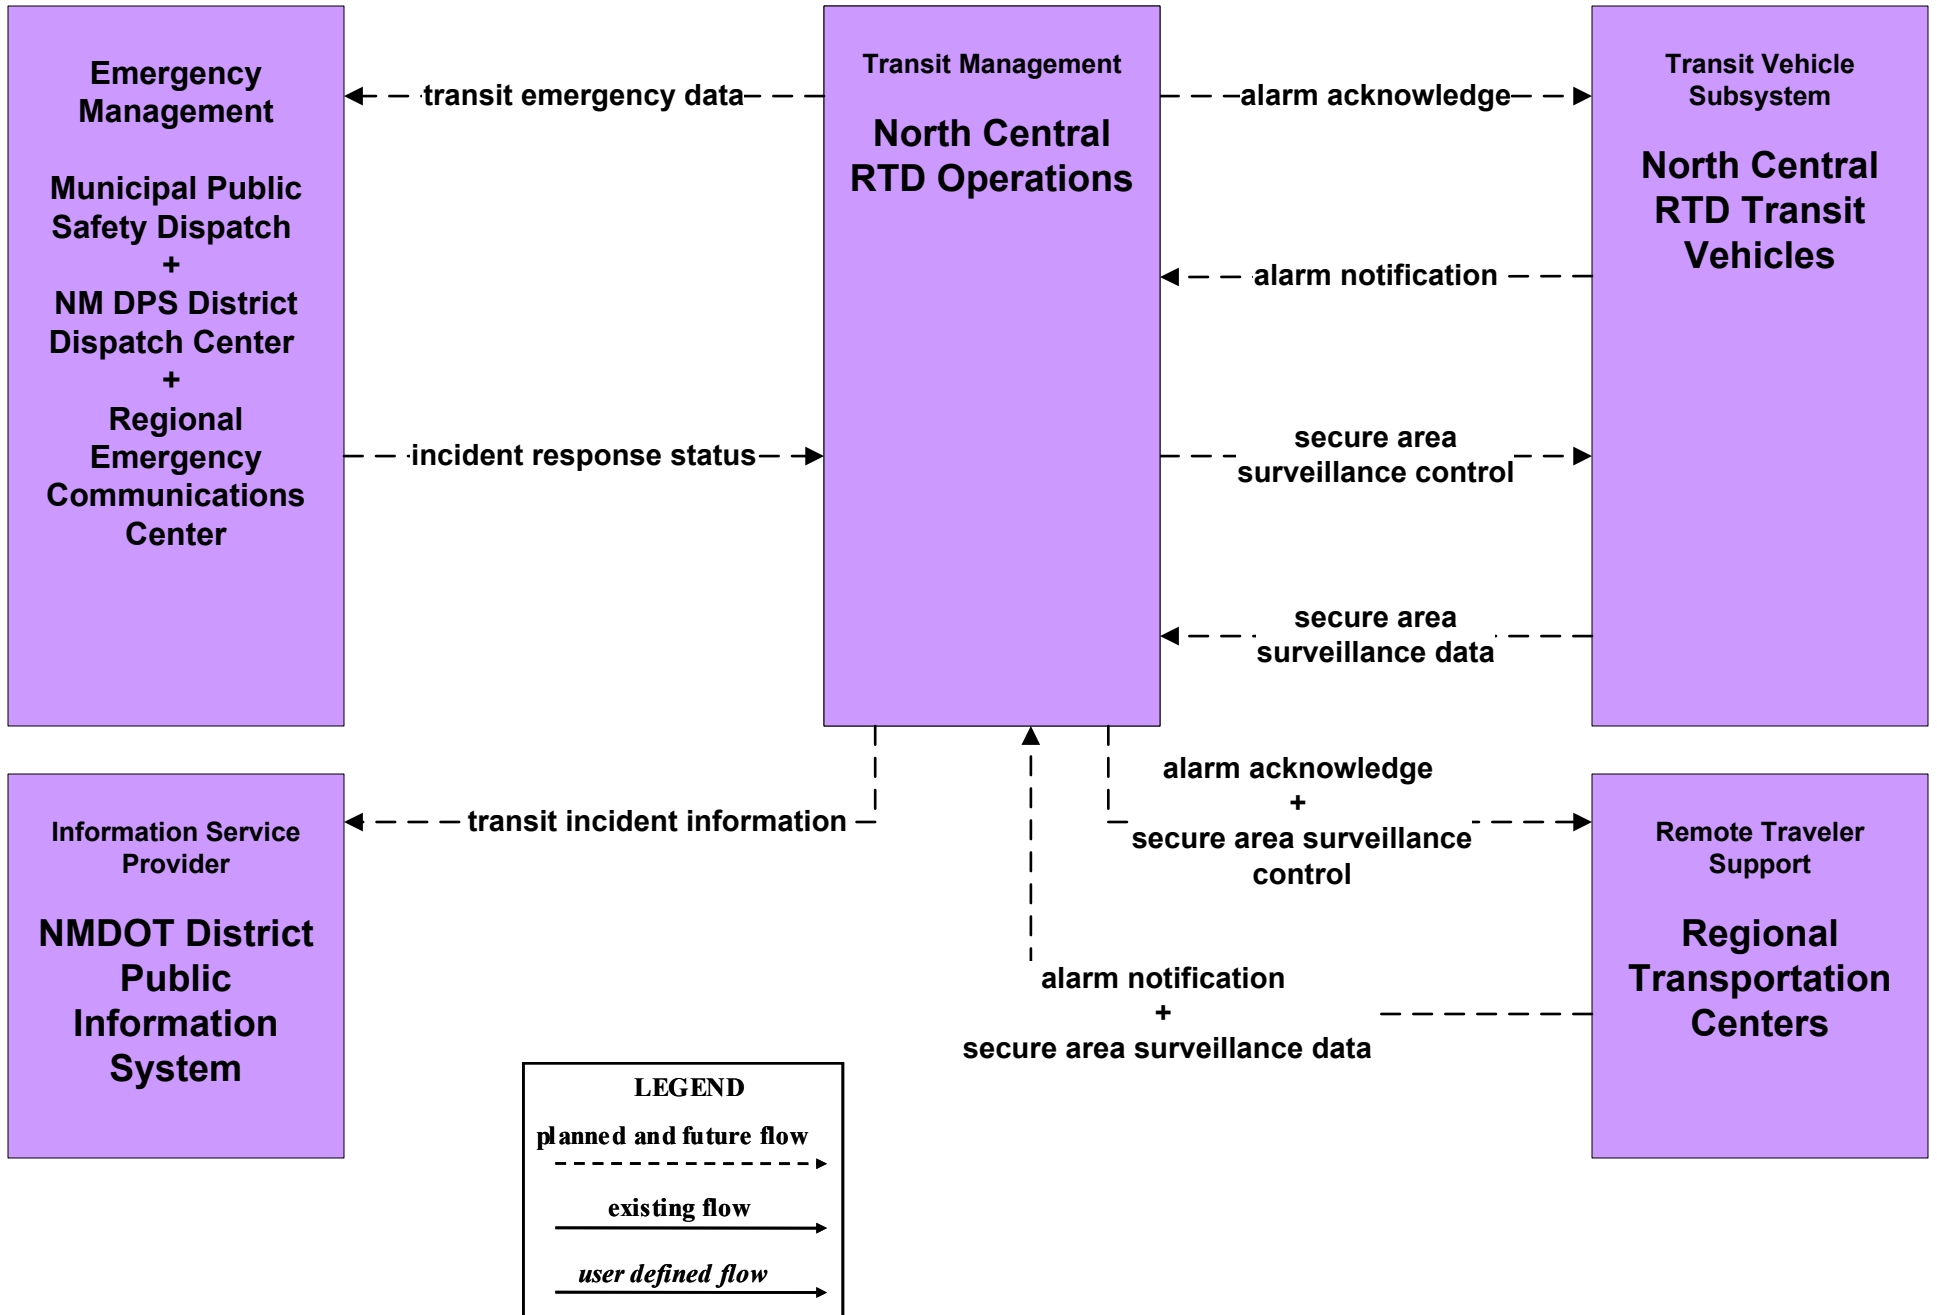 Emergency
Management
Municipal Public
Safety Dispatch
+
NM DPS District
Dispatch Center
+
Regional
Emergency
Communications
Center
transit emergency data
incident response status
Transit Management
North Central
RTD Operations
alarm acknowledge
alarm notification
secure area
surveillance control
secure area
surveillance data
Transit Vehicle
Subsystem
North Central
RTD Transit
Vehicles
Information Service
Provider
NMDOT District
Public
Information
System
transit incident information
alarm acknowledge
+
secure area surveillance
control
alarm notification
+
secure area surveillance data
Remote Traveler
Support
Regional
Transportation
Centers
LEGEND
planned and future flow
existing flow
user defined flow